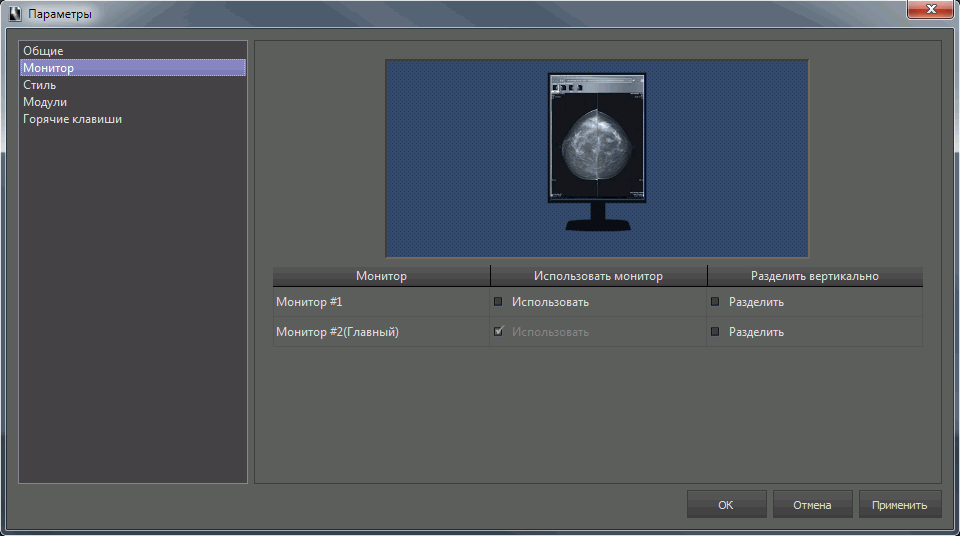 Параметры
Общие
Монитор
Стиль
Модули
Горячие клавиши
Монитор Использовать монитор Разделить вертикально
Монитор #1 Использовать Разделить
Монитор #2(Главный) Использовать Разделить
OK Отмена Применить